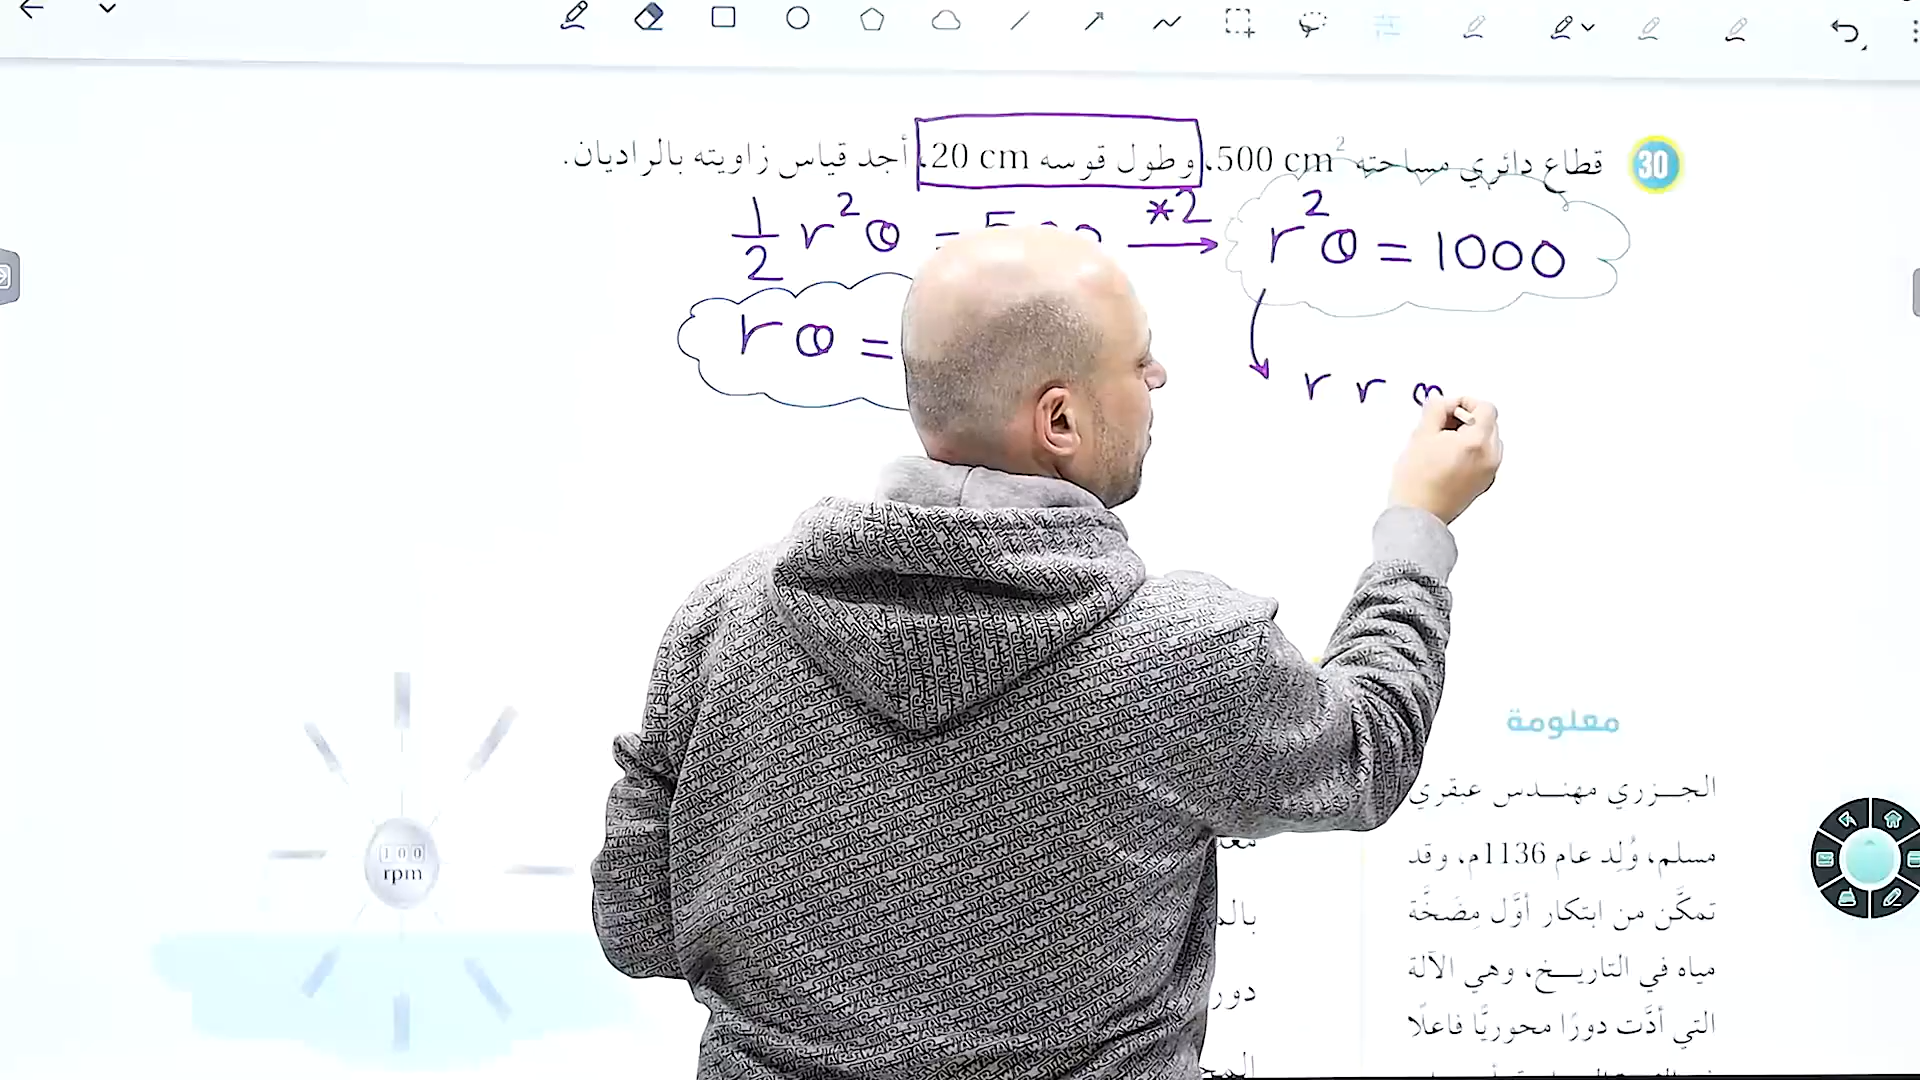 30 قطاع دائري مساحته 500 cm²، وطول قوسه 20 cm، أجد قياس زاويته بالراديان.
1/2 r²θ = 500 *2 → r²θ = 1000
rθ =
r r θ
معلومة
الجزري مهندس عبقري
مسلم، وُلِد عام 1136م، وقد
تمكَّن من ابتكار أوَّل مِضَخَّة
مياه في التاريخ، وهي الآلة
التي أدَّت دورًا محوريًّا فاعلًا
100
rpm